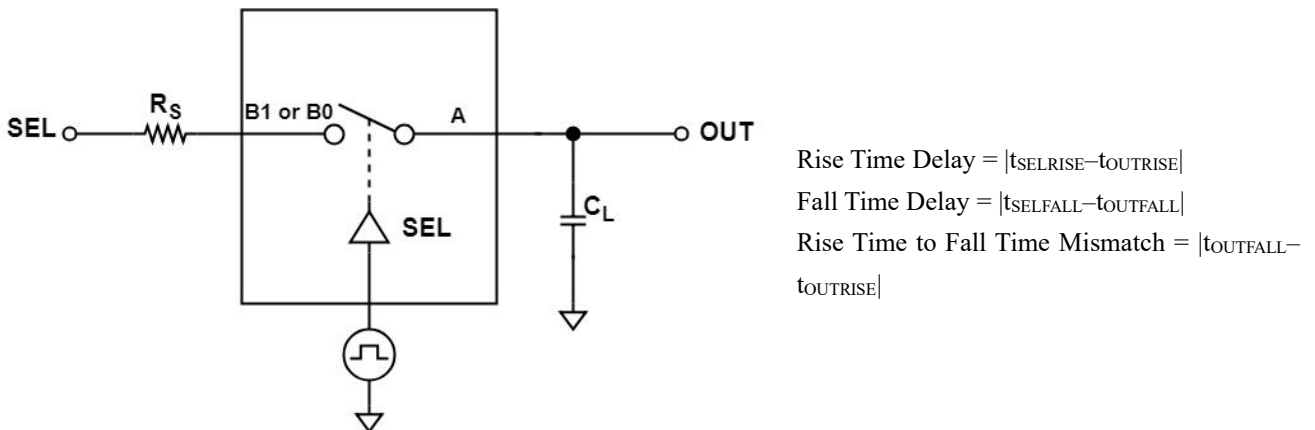 SEL
R_S
B1 or B0
A
OUT
SEL
C_L
Rise Time Delay = |t_SELRISE–t_OUTRISE|
Fall Time Delay = |t_SELFALL–t_OUTFALL|
Rise Time to Fall Time Mismatch = |t_OUTFALL–
t_OUTRISE|